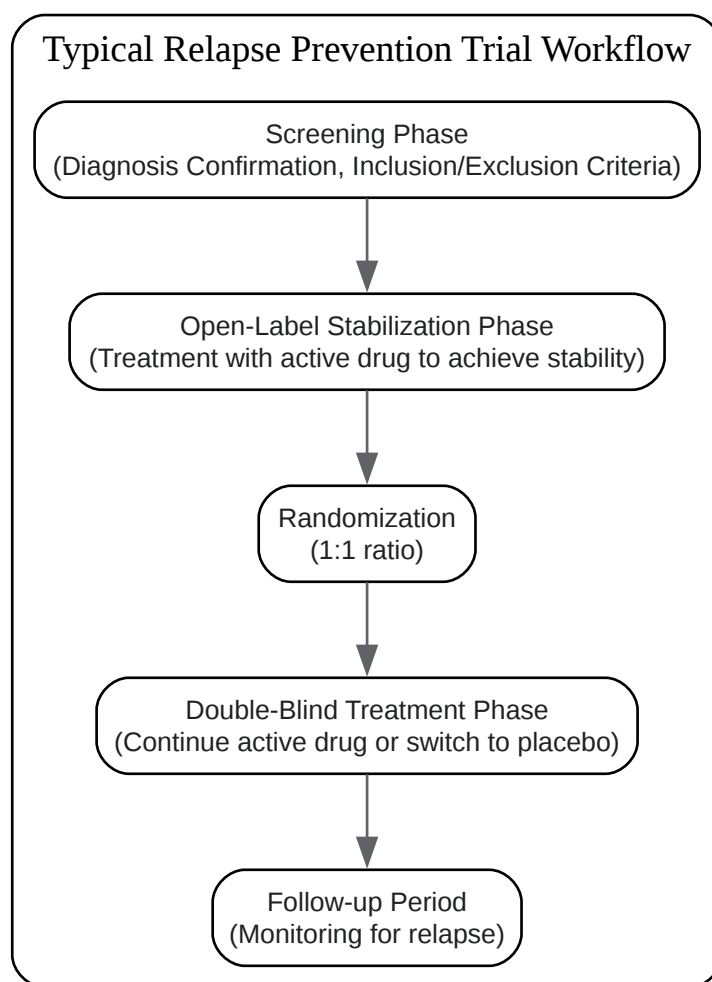 Typical Relapse Prevention Trial Workflow
Screening Phase
(Diagnosis Confirmation, Inclusion/Exclusion Criteria)
Open-Label Stabilization Phase
(Treatment with active drug to achieve stability)
Randomization
(1:1 ratio)
Double-Blind Treatment Phase
(Continue active drug or switch to placebo)
Follow-up Period
(Monitoring for relapse)